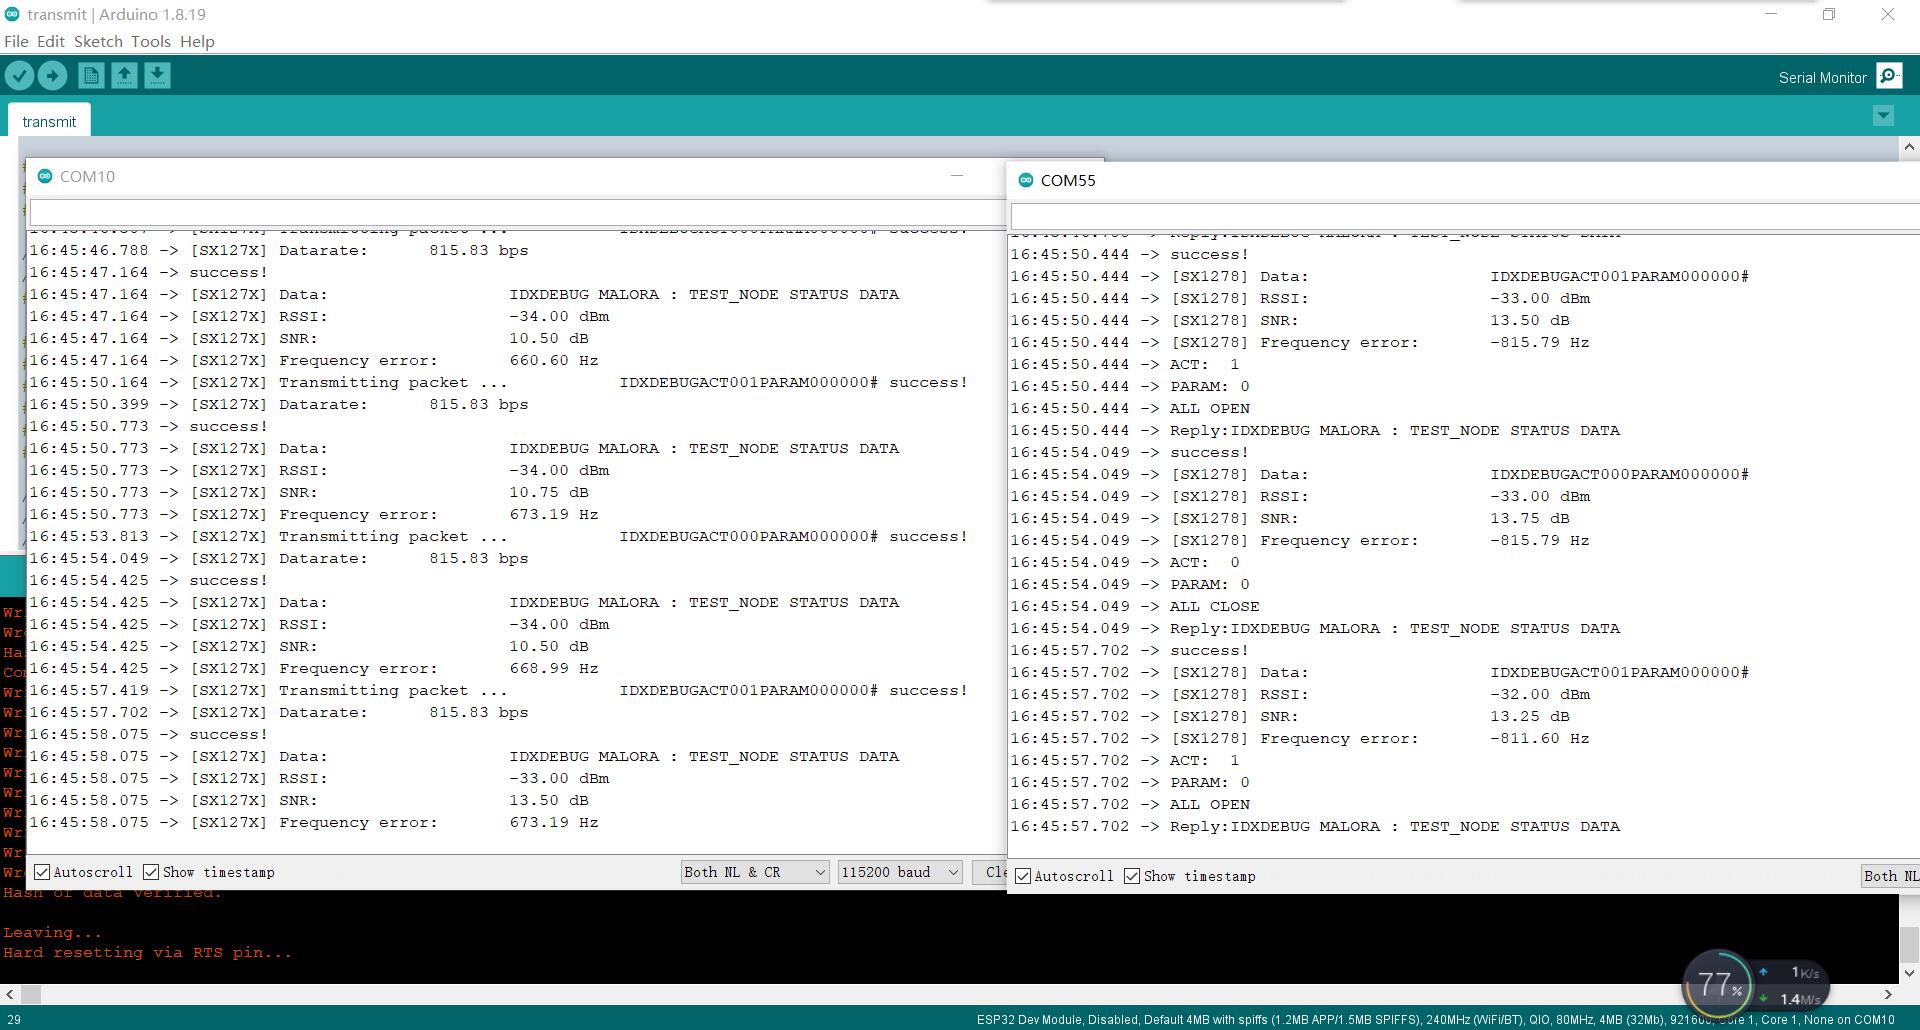 transmit | Arduino 1.8.19
File Edit Sketch Tools Help
Serial Monitor
transmit
COM10
[SX127X] Transmitting packet ... IDXDEBUGACT000PARAM000000# success!
16:45:46.788 -> [SX127X] Datarate: 815.83 bps
16:45:47.164 -> success!
16:45:47.164 -> [SX127X] Data: IDXDEBUG MALORA : TEST_NODE STATUS DATA
16:45:47.164 -> [SX127X] RSSI: -34.00 dBm
16:45:47.164 -> [SX127X] SNR: 10.50 dB
16:45:47.164 -> [SX127X] Frequency error: 660.60 Hz
16:45:50.164 -> [SX127X] Transmitting packet ... IDXDEBUGACT001PARAM000000# success!
16:45:50.399 -> [SX127X] Datarate: 815.83 bps
16:45:50.773 -> success!
16:45:50.773 -> [SX127X] Data: IDXDEBUG MALORA : TEST_NODE STATUS DATA
16:45:50.773 -> [SX127X] RSSI: -34.00 dBm
16:45:50.773 -> [SX127X] SNR: 10.75 dB
16:45:50.773 -> [SX127X] Frequency error: 673.19 Hz
16:45:53.813 -> [SX127X] Transmitting packet ... IDXDEBUGACT000PARAM000000# success!
16:45:54.049 -> [SX127X] Datarate: 815.83 bps
16:45:54.425 -> success!
16:45:54.425 -> [SX127X] Data: IDXDEBUG MALORA : TEST_NODE STATUS DATA
16:45:54.425 -> [SX127X] RSSI: -34.00 dBm
16:45:54.425 -> [SX127X] SNR: 10.50 dB
16:45:54.425 -> [SX127X] Frequency error: 668.99 Hz
16:45:57.419 -> [SX127X] Transmitting packet ... IDXDEBUGACT001PARAM000000# success!
16:45:57.702 -> [SX127X] Datarate: 815.83 bps
16:45:58.075 -> success!
16:45:58.075 -> [SX127X] Data: IDXDEBUG MALORA : TEST_NODE STATUS DATA
16:45:58.075 -> [SX127X] RSSI: -33.00 dBm
16:45:58.075 -> [SX127X] SNR: 13.50 dB
16:45:58.075 -> [SX127X] Frequency error: 673.19 Hz
Autoscroll Show timestamp Both NL & CR 115200 baud Cle
COM55
Reply:IDXDEBUG MALORA : TEST_NODE STATUS DATA
16:45:50.444 -> success!
16:45:50.444 -> [SX1278] Data: IDXDEBUGACT001PARAM000000#
16:45:50.444 -> [SX1278] RSSI: -33.00 dBm
16:45:50.444 -> [SX1278] SNR: 13.50 dB
16:45:50.444 -> [SX1278] Frequency error: -815.79 Hz
16:45:50.444 -> ACT: 1
16:45:50.444 -> PARAM: 0
16:45:50.444 -> ALL OPEN
16:45:50.444 -> Reply:IDXDEBUG MALORA : TEST_NODE STATUS DATA
16:45:54.049 -> success!
16:45:54.049 -> [SX1278] Data: IDXDEBUGACT000PARAM000000#
16:45:54.049 -> [SX1278] RSSI: -33.00 dBm
16:45:54.049 -> [SX1278] SNR: 13.75 dB
16:45:54.049 -> [SX1278] Frequency error: -815.79 Hz
16:45:54.049 -> ACT: 0
16:45:54.049 -> PARAM: 0
16:45:54.049 -> ALL CLOSE
16:45:54.049 -> Reply:IDXDEBUG MALORA : TEST_NODE STATUS DATA
16:45:57.702 -> success!
16:45:57.702 -> [SX1278] Data: IDXDEBUGACT001PARAM000000#
16:45:57.702 -> [SX1278] RSSI: -32.00 dBm
16:45:57.702 -> [SX1278] SNR: 13.25 dB
16:45:57.702 -> [SX1278] Frequency error: -811.60 Hz
16:45:57.702 -> ACT: 1
16:45:57.702 -> PARAM: 0
16:45:57.702 -> ALL OPEN
16:45:57.702 -> Reply:IDXDEBUG MALORA : TEST_NODE STATUS DATA
Autoscroll Show timestamp Both NL
Hash of data verified.
Leaving...
Hard resetting via RTS pin...
77%
1K/s
1.4M/s
29
ESP32 Dev Module, Disabled, Default 4MB with spiffs (1.2MB APP/1.5MB SPIFFS), 240MHz (WiFi/BT), QIO, 80MHz, 4MB (32Mb), 1, Core 1, None on COM10